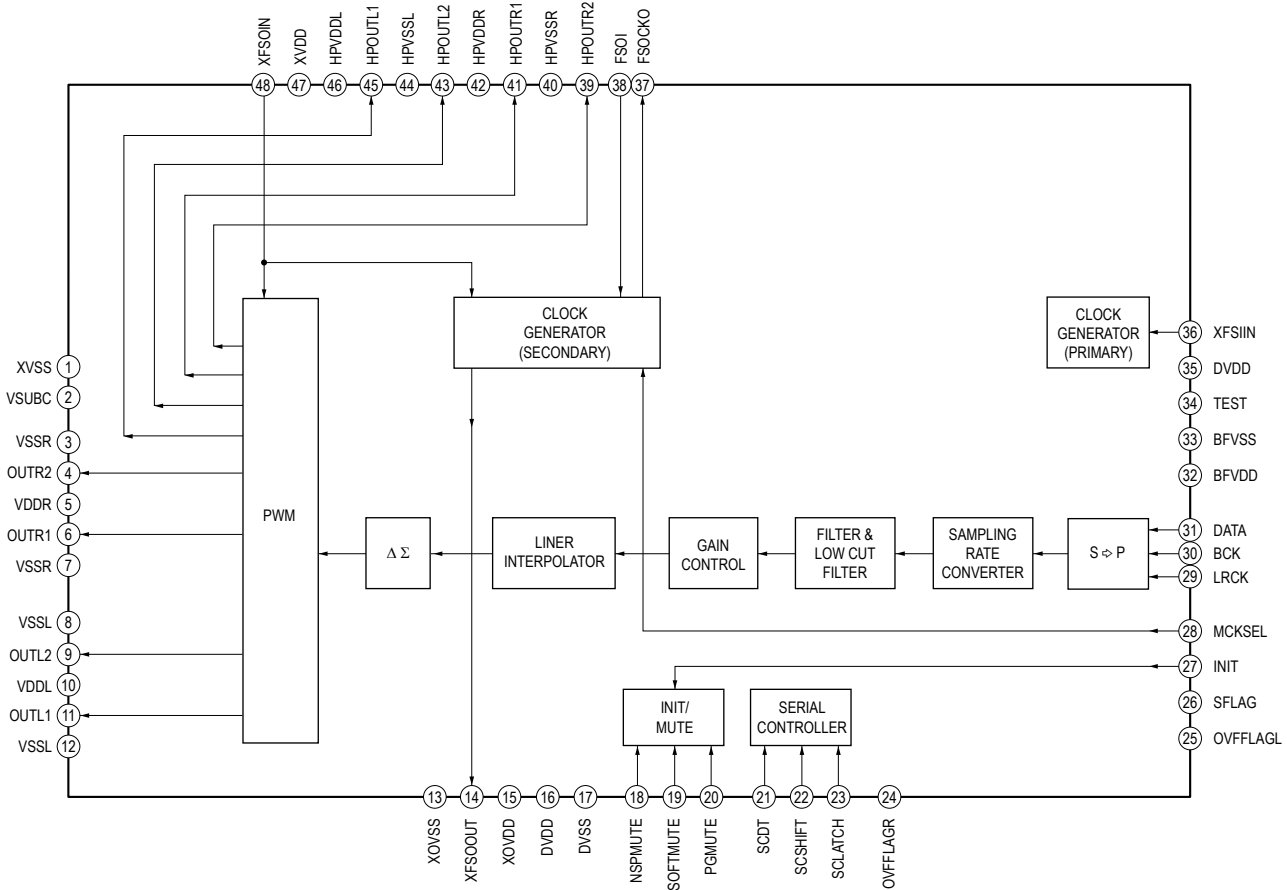 XFSOIN
XVDD
HPVDDL
HPOUTL1
HPVSSL
HPOUTL2
HPVDDR
HPOUTR1
HPVSSR
HPOUTR2
FSOI
FSOCKO
48 47 46 45 44 43 42 41 40 39 38 37
XVSS 1
VSUBC 2
VSSR 3
OUTR2 4
VDDR 5
OUTR1 6
VSSR 7
VSSL 8
OUTL2 9
VDDL 10
OUTL1 11
VSSL 12
PWM
CLOCK
GENERATOR
(SECONDARY)
CLOCK
GENERATOR
(PRIMARY)
Δ Σ
LINER
INTERPOLATOR
GAIN
CONTROL
FILTER &
LOW CUT
FILTER
SAMPLING
RATE
CONVERTER
S ⇨ P
INIT/
MUTE
SERIAL
CONTROLLER
36 XFSIIN
35 DVDD
34 TEST
33 BFVSS
32 BFVDD
31 DATA
30 BCK
29 LRCK
28 MCKSEL
27 INIT
26 SFLAG
25 OVFFLAGL
13 14 15 16 17 18 19 20 21 22 23 24
XOVSS
XFSOOUT
XOVDD
DVDD
DVSS
NSPMUTE
SOFTMUTE
PGMUTE
SCDT
SCSHIFT
SCLATCH
OVFFLAGR